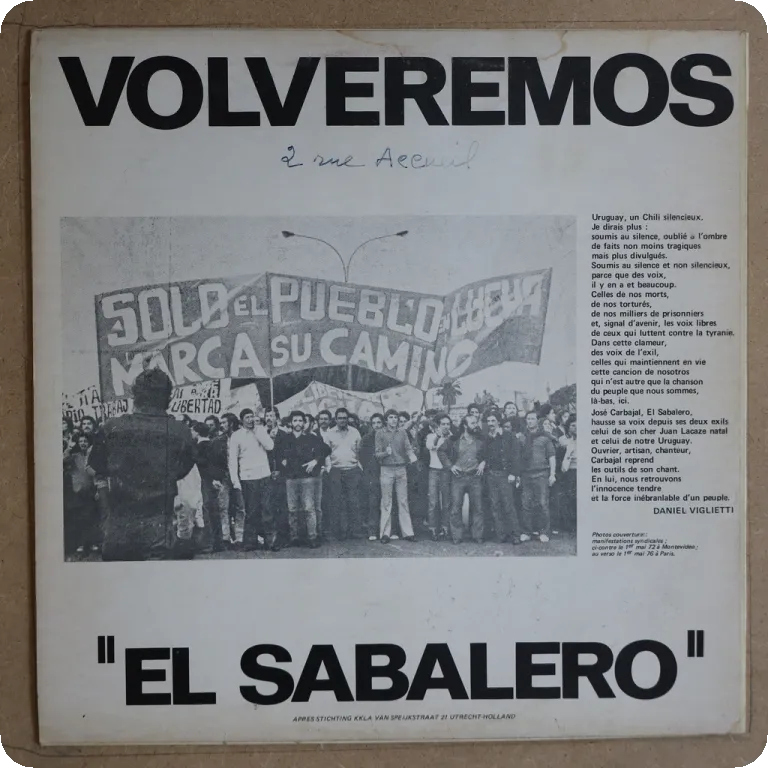 VOLVEREMOS
2 rue Accueil
SOLO EL PUEBLO EN LUCHA
MARCA SU CAMINO
LIBERTAD
Uruguay, un Chili silencieux.
Je dirais plus :
soumis au silence, oublié à l'ombre
de faits non moins tragiques
mais plus divulgués.
Soumis au silence et non silencieux,
parce que des voix,
il y en a et beaucoup.
Celles de nos morts,
de nos torturés,
de nos milliers de prisonniers
et, signal d'avenir, les voix libres
de ceux qui luttent contre la tyranie.
Dans cette clameur,
des voix de l'exil,
celles qui maintiennent en vie
cette cancion de nosotros
qui n'est autre que la chanson
du peuple que nous sommes,
là-bas, ici.
José Carbajal, El Sabalero,
hausse sa voix depuis ses deux exils
celui de son cher Juan Lacaze natal
et celui de notre Uruguay.
Ouvrier, artisan, chanteur,
Carbajal reprend
les outils de son chant.
En lui, nous retrouvons
l'innocence tendre
et la force inébranlable d'un peuple.
DANIEL VIGLIETTI
Photos couverture :
manifestations syndicales ;
ci-contre le 1er mai 72 à Montevideo ;
au verso le 1er mai 76 à Paris.
"EL SABALERO"
APRES STICHTING KKLA VAN SPEIJKSTRAAT 21 UTRECHT-HOLLAND